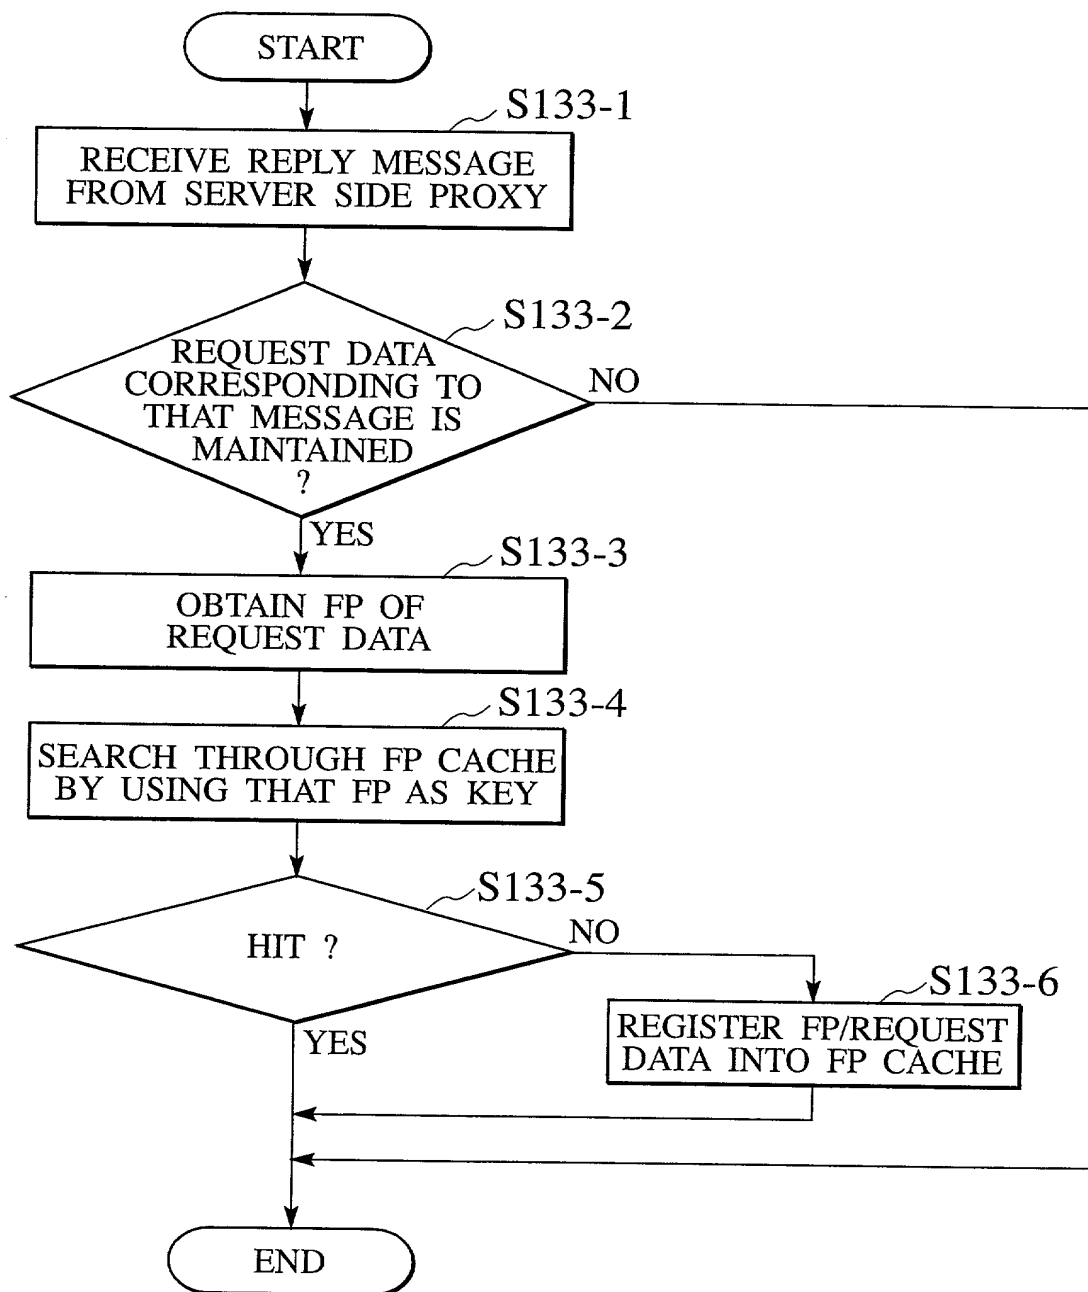 START
S133-1
RECEIVE REPLY MESSAGE
FROM SERVER SIDE PROXY
S133-2
REQUEST DATA
CORRESPONDING TO
THAT MESSAGE IS
MAINTAINED
?
NO
YES
S133-3
OBTAIN FP OF
REQUEST DATA
S133-4
SEARCH THROUGH FP CACHE
BY USING THAT FP AS KEY
S133-5
HIT ?
NO
YES
S133-6
REGISTER FP/REQUEST
DATA INTO FP CACHE
END